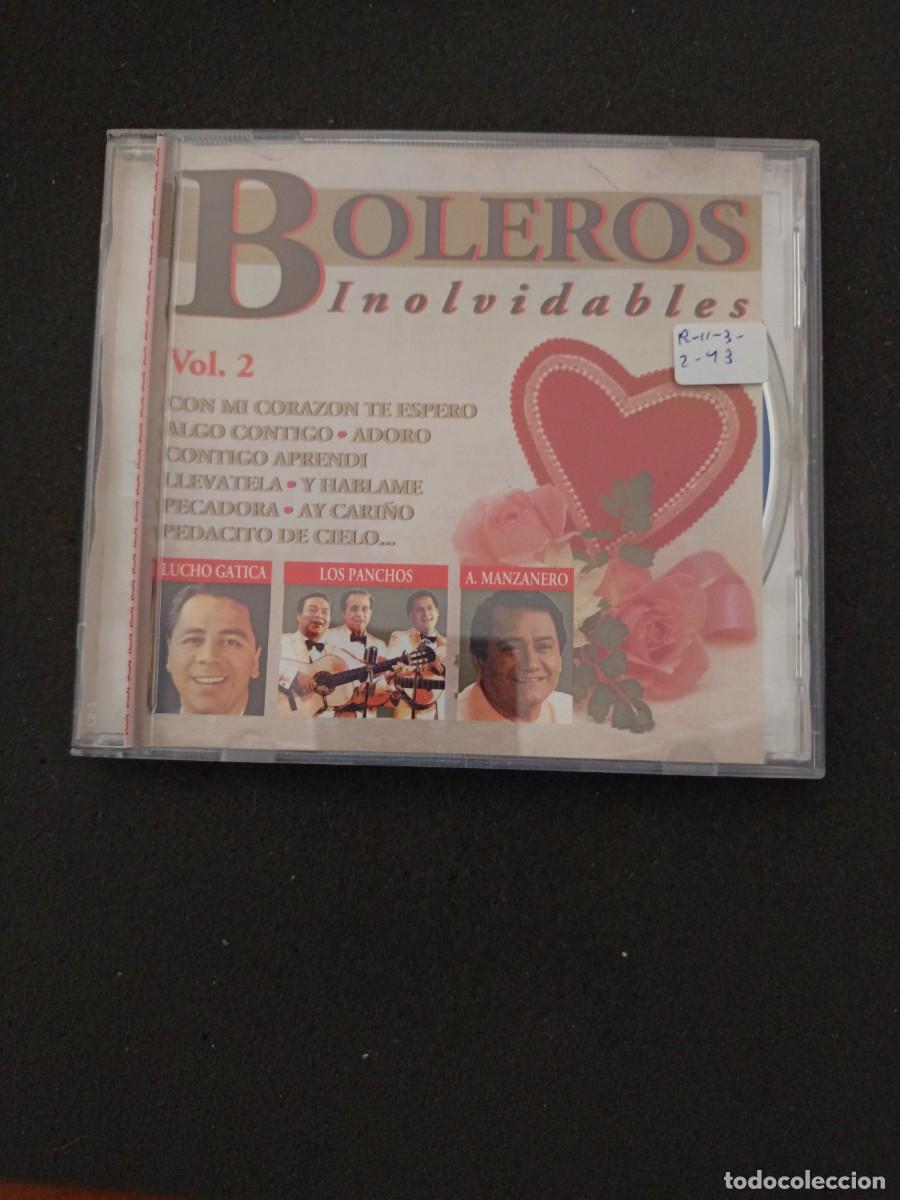 BOLEROS
Inolvidables
R-11-3-
2-93
Vol. 2
CON MI CORAZON TE ESPERO
ALGO CONTIGO • ADORO
CONTIGO APRENDI
LLEVATELA • Y HABLAME
PECADORA • AY CARIÑO
PEDACITO DE CIELO...
LUCHO GATICA
LOS PANCHOS
A. MANZANERO
todocoleccion